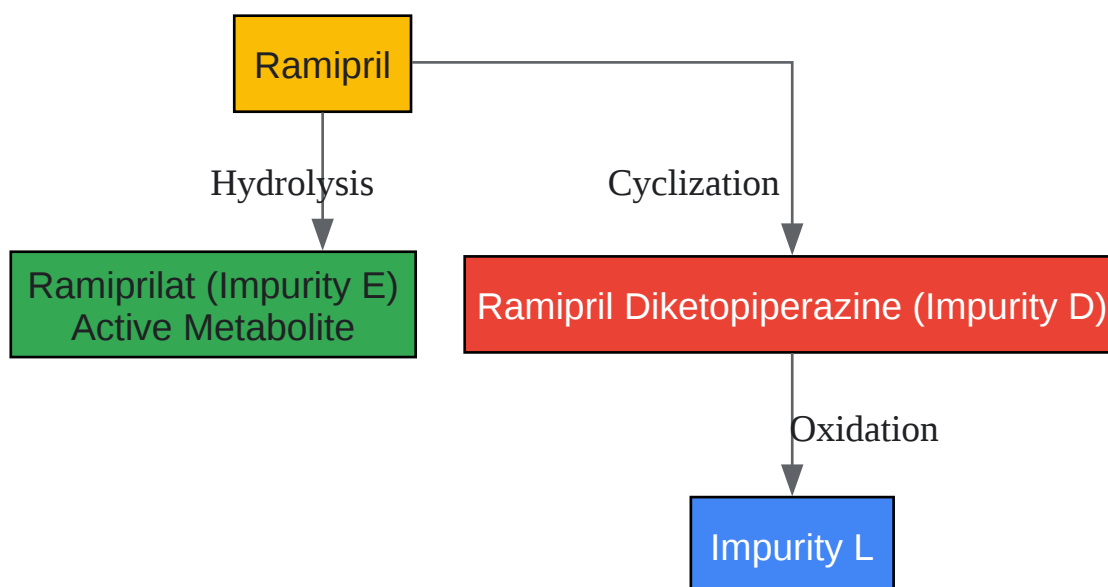 Ramipril
Hydrolysis
Cyclization
Ramiprilat (Impurity E)
Active Metabolite
Ramipril Diketopiperazine (Impurity D)
Oxidation
Impurity L